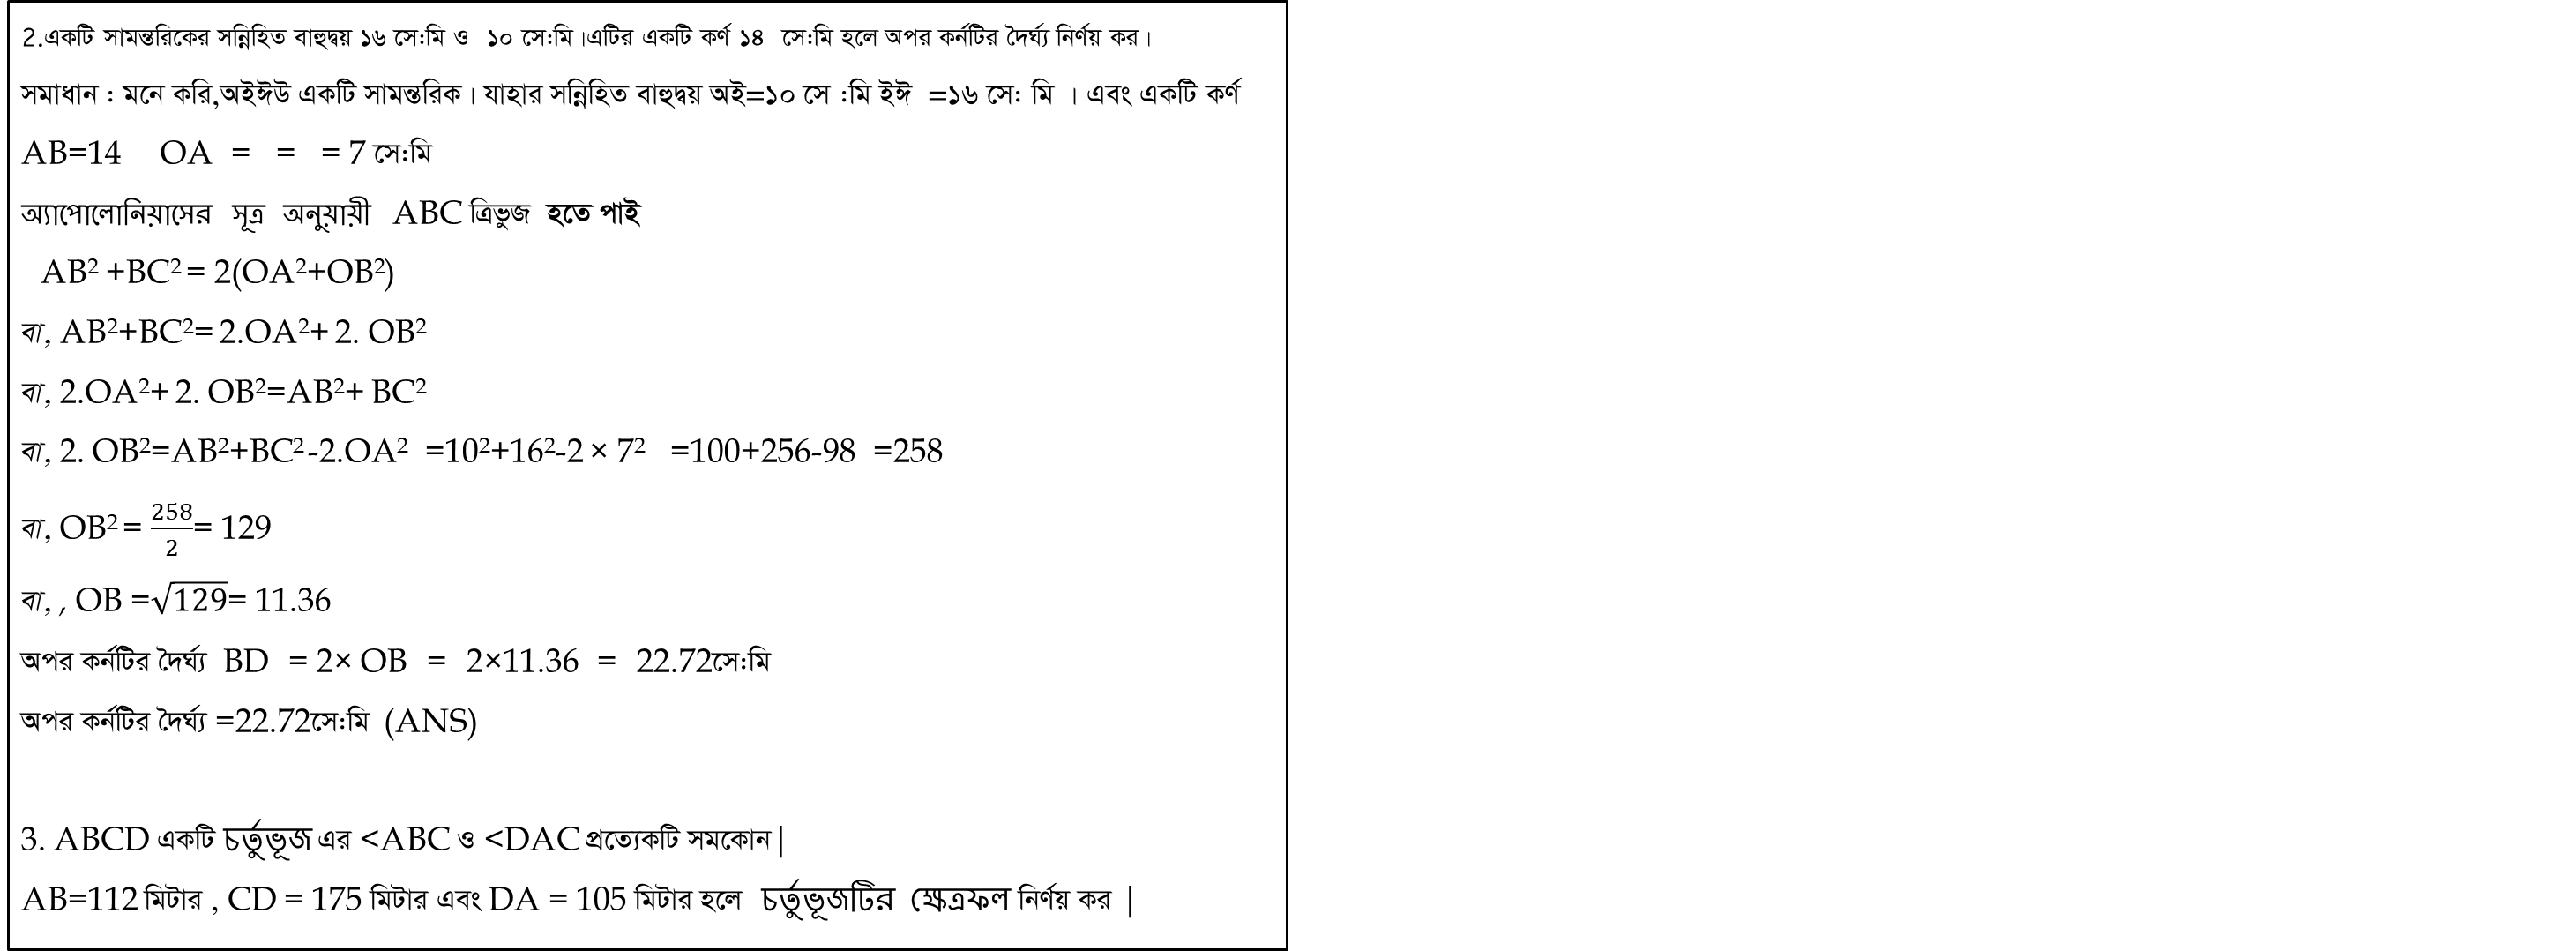 2.একটি সামন্তরিকের সন্নিহিত বাহুদ্বয় ১৬ সে:মি ও ১০ সে:মি।এটির একটি কর্ণ ১৪ সে:মি হলে অপর কর্নটির দৈর্ঘ্য নির্ণয় কর।
সমাধান : মনে করি,অইঈউ একটি সামন্তরিক। যাহার সন্নিহিত বাহুদ্বয় অই=১০ সে :মি ইঈ =১৬ সে: মি । এবং একটি কর্ণ
AB=14 OA = = = 7 সে:মি
অ্যাপোলোনিয়াসের সূত্র অনুযায়ী ABC ত্রিভুজ হতে পাই
AB² +BC² = 2(OA²+OB²)
বা, AB²+BC²= 2.OA²+ 2. OB²
বা, 2.OA²+ 2. OB²=AB²+ BC²
বা, 2. OB²=AB²+BC² -2.OA² =10²+16²-2 × 7² =100+256-98 =258
বা, OB² = 258/2 = 129
বা, , OB =√129= 11.36
অপর কর্নটির দৈর্ঘ্য BD = 2× OB = 2×11.36 = 22.72সে:মি
অপর কর্নটির দৈর্ঘ্য =22.72সে:মি (ANS)
3. ABCD একটি চর্তুভূজ এর <ABC ও <DAC প্রত্যেকটি সমকোন|
AB=112 মিটার , CD = 175 মিটার এবং DA = 105 মিটার হলে চর্তুভূজটির ক্ষেত্রফল নির্ণয় কর |